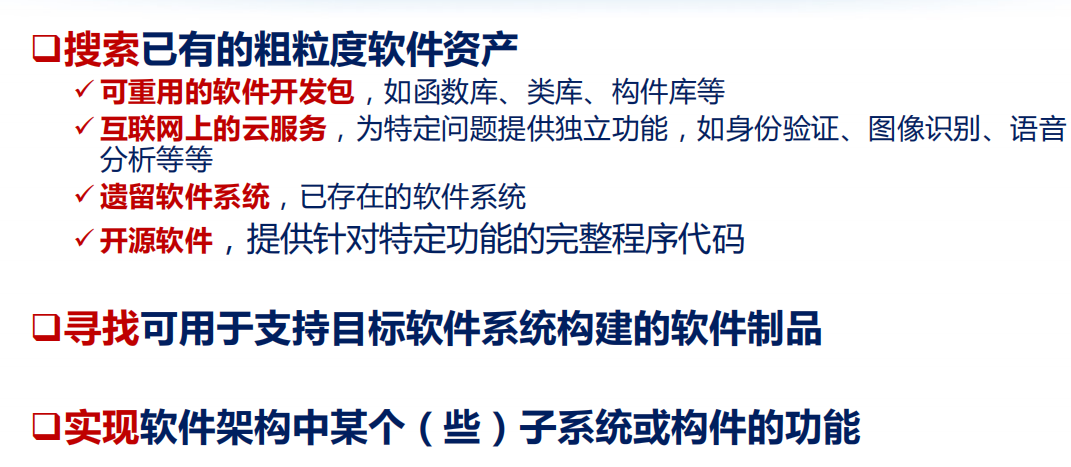 ❑搜索已有的粗粒度软件资产
✓可重用的软件开发包，如函数库、类库、构件库等
✓互联网上的云服务，为特定问题提供独立功能，如身份验证、图像识别、语音
分析等等
✓遗留软件系统，已存在的软件系统
✓开源软件，提供针对特定功能的完整程序代码
❑寻找可用于支持目标软件系统构建的软件制品
❑实现软件架构中某个（些）子系统或构件的功能